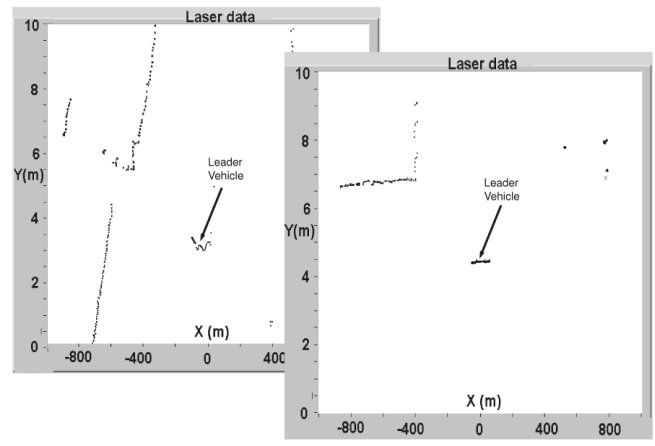 Laser data
10
8
6
Y(m)
4
2
0
-800
-400
0
400
X (m)
Leader
Vehicle
Laser data
10
8
6
Y(m)
4
2
0
-800
-400
0
400
800
X (m)
Leader
Vehicle